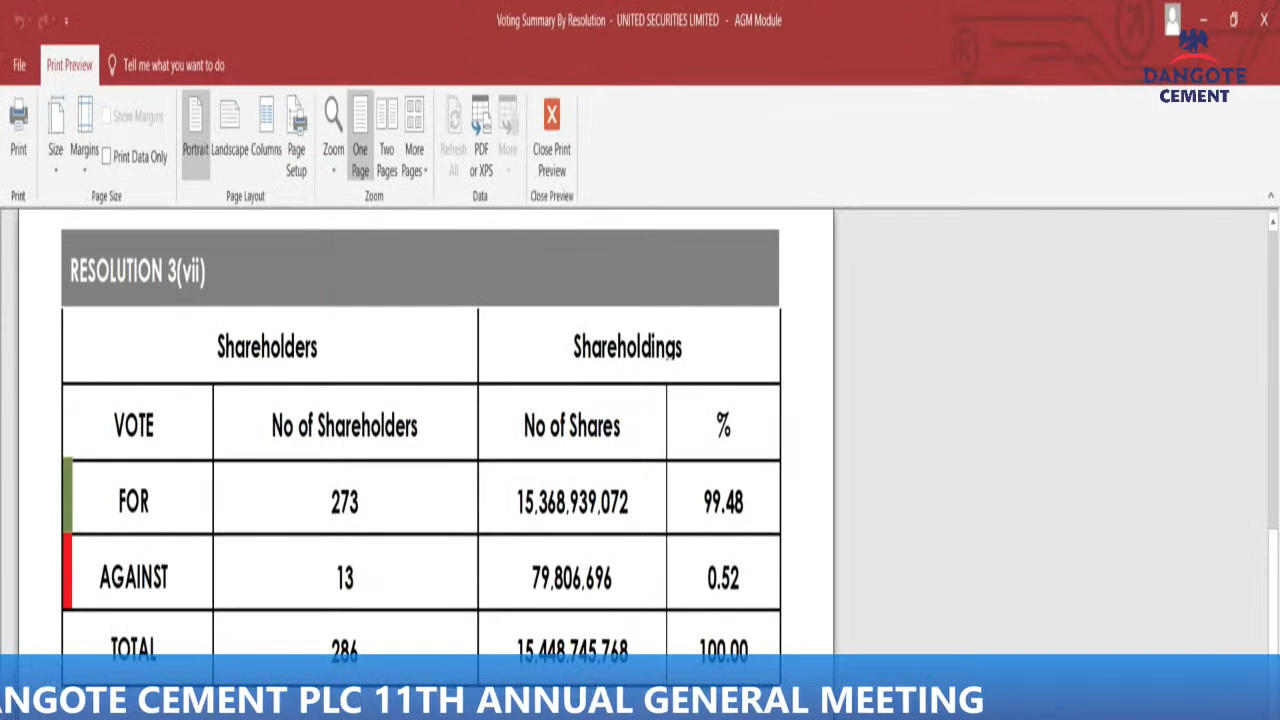 Voting Summary By Resolution - UNITED SECURITIES LIMITED - AGM Module
File Print Preview Tell me what you want to do
DANGOTE
CEMENT
Print
Size
Margins
Show Margins
Print Data Only
Portrait Landscape Columns Page Setup
Zoom One Page Two Pages More Pages
Refresh All PDF or XPS More
Close Print Preview
Print Page Size Page Layout Zoom Data Close Preview
RESOLUTION 3(vii)
Shareholders Shareholdings
VOTE No of Shareholders No of Shares %
FOR 273 15,368,939,072 99.48
AGAINST 13 79,806,696 0.52
TOTAL 286 15,448,745,768 100.00
ANGOTE CEMENT PLC 11TH ANNUAL GENERAL MEETING